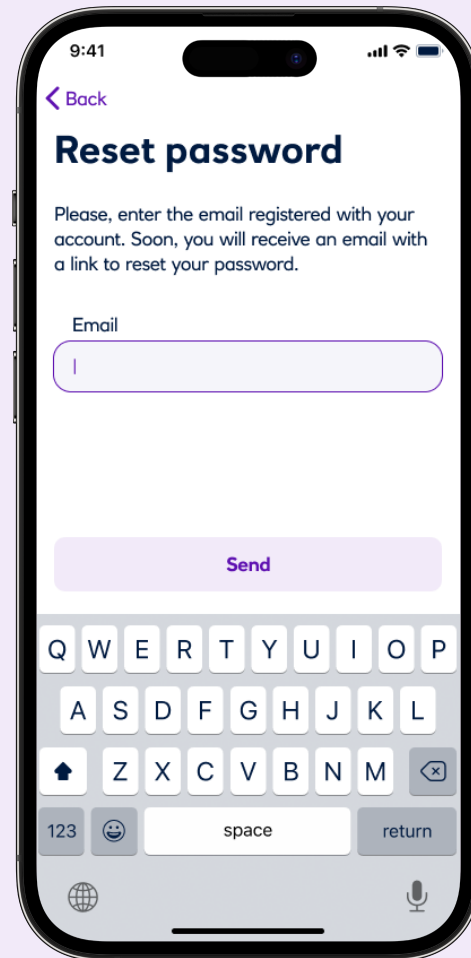 9:41
Back
Reset password
Please, enter the email registered with your
account. Soon, you will receive an email with
a link to reset your password.
Email
Send
Q W E R T Y U I O P
A S D F G H J K L
Z X C V B N M
123 space return